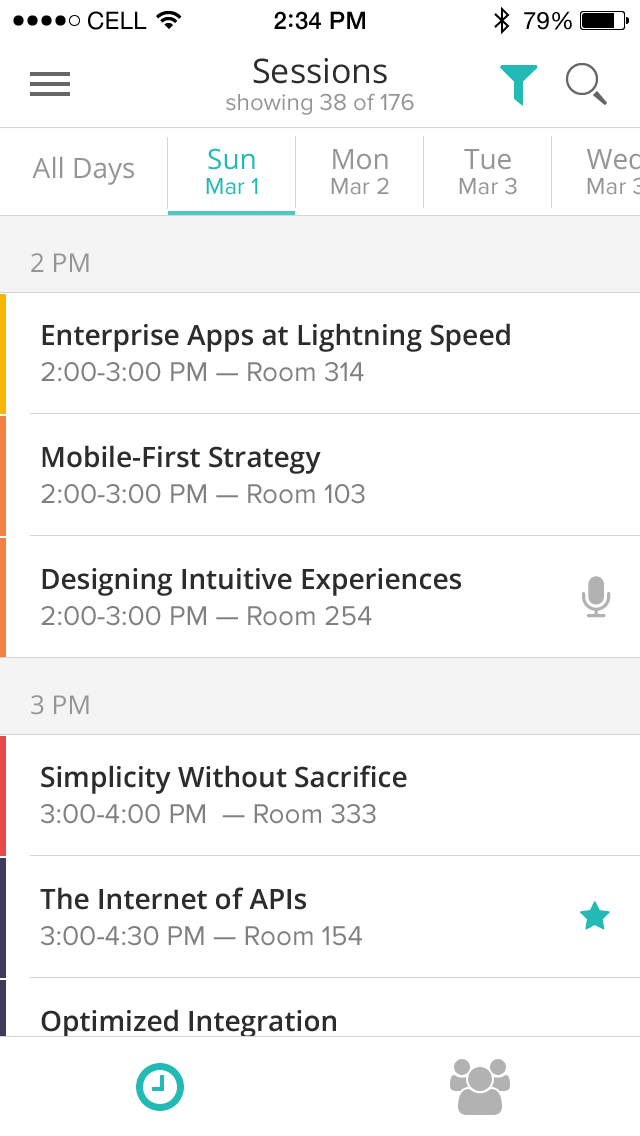 CELL 2:34 PM 79%
Sessions
showing 38 of 176
All Days Sun Mon Tue Wed
Mar 1 Mar 2 Mar 3 Mar 3
2 PM
Enterprise Apps at Lightning Speed
2:00-3:00 PM — Room 314
Mobile-First Strategy
2:00-3:00 PM — Room 103
Designing Intuitive Experiences
2:00-3:00 PM — Room 254
3 PM
Simplicity Without Sacrifice
3:00-4:00 PM — Room 333
The Internet of APIs
3:00-4:30 PM — Room 154
Optimized Integration